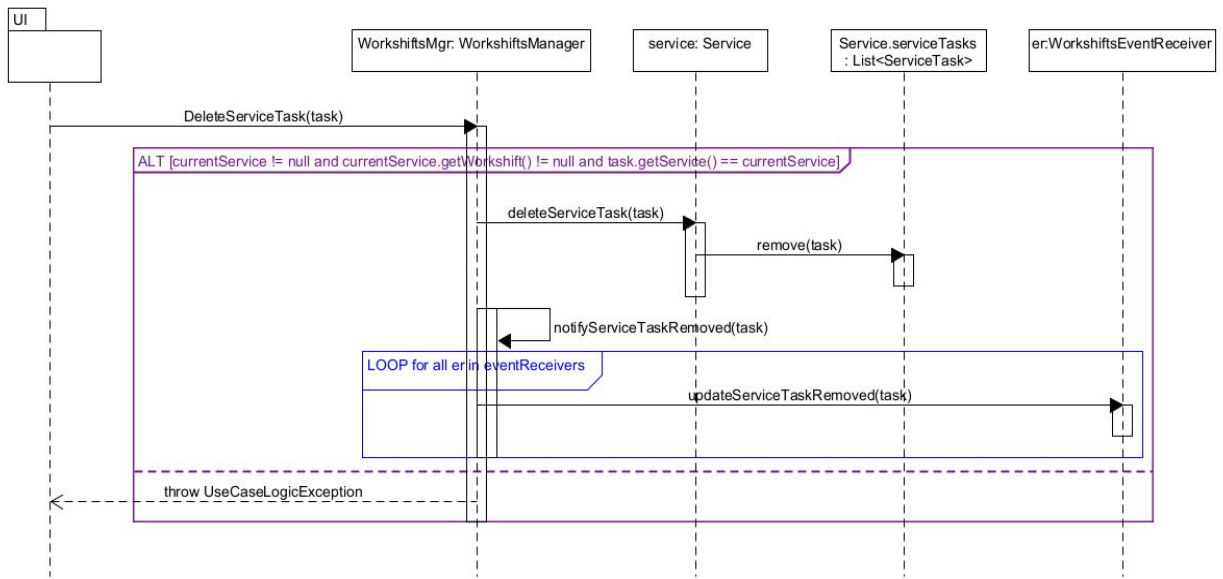 UI
WorkshiftsMgr: WorkshiftsManager
service: Service
Service.serviceTasks
: List<ServiceTask>
er:WorkshiftsEventReceiver
DeleteServiceTask(task)
ALT [currentService != null and currentService.getWorkshift() != null and task.getService() == currentService]
deleteServiceTask(task)
remove(task)
notifyServiceTaskRemoved(task)
LOOP for all er in eventReceivers
updateServiceTaskRemoved(task)
throw UseCaseLogicException